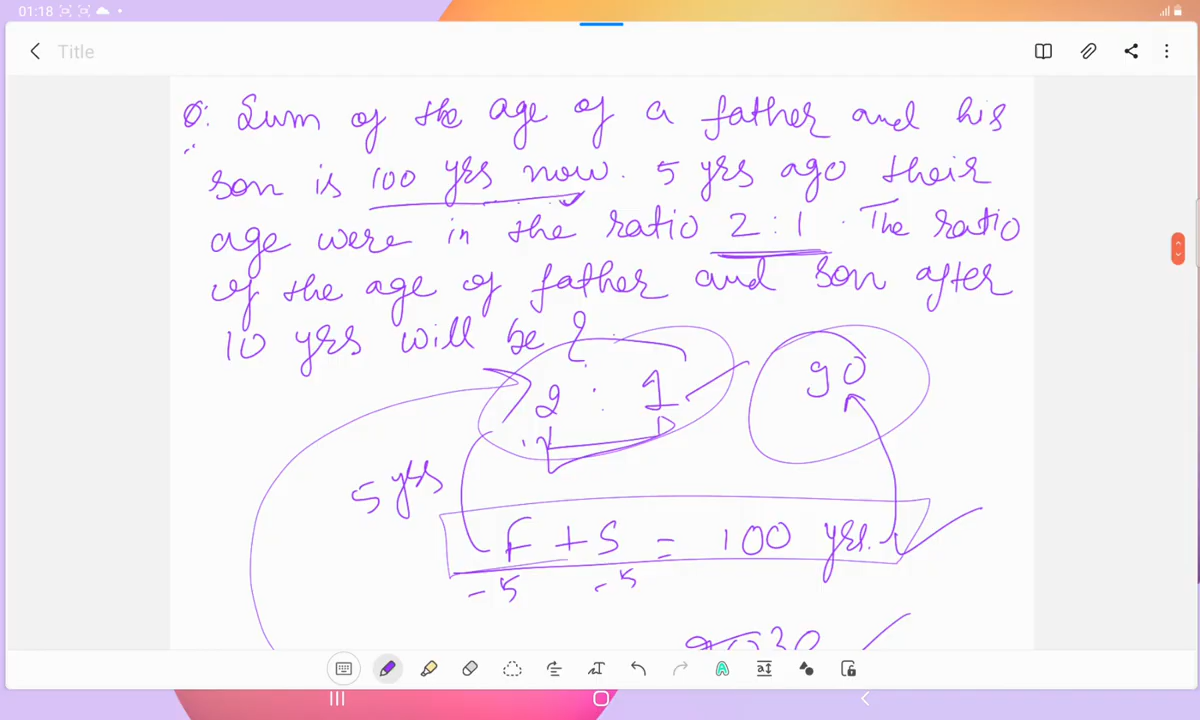 01:18
Title
Q: Sum of the age of a father and his
son is 100 yrs now. 5 yrs ago their
age were in the ratio 2:1. The ratio
of the age of father and son after
10 yrs will be?
2 : 1
90
5 yrs
F + S = 100 yrs.
-5 -5
30